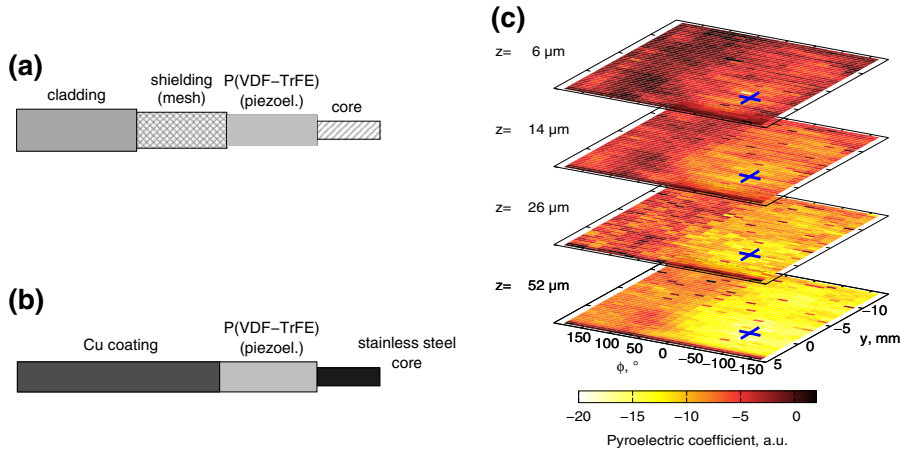 (a)
cladding
shielding
(mesh)
P(VDF−TrFE)
(piezoel.)
core
(b)
Cu coating
P(VDF−TrFE)
(piezoel.)
stainless steel
core
(c)
z= 6 µm
z= 14 µm
z= 26 µm
z= 52 µm
150 100 50 0 −50 −100 −150
ϕ, °
5 0 −5 −10
y, mm
−20 −15 −10 −5 0
Pyroelectric coefficient, a.u.